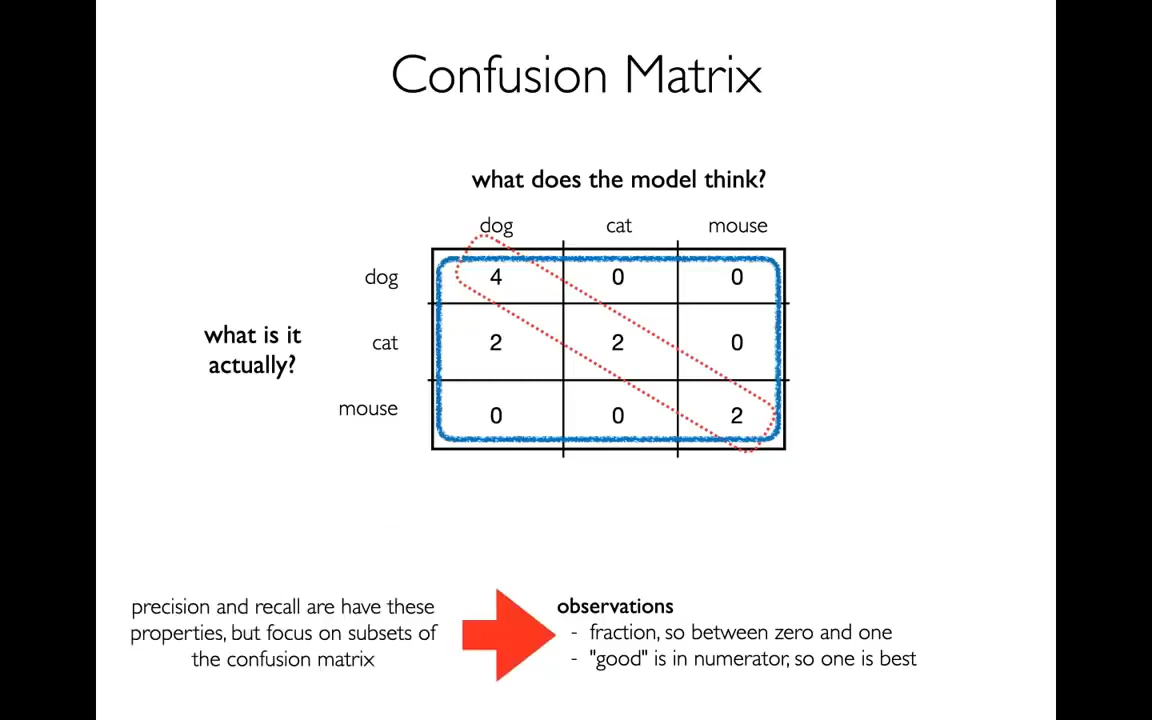 Confusion Matrix
what does the model think?
dog cat mouse
dog 4 0 0
what is it
actually?
cat 2 2 0
mouse 0 0 2
precision and recall are have these
properties, but focus on subsets of
the confusion matrix
observations
- fraction, so between zero and one
- "good" is in numerator, so one is best